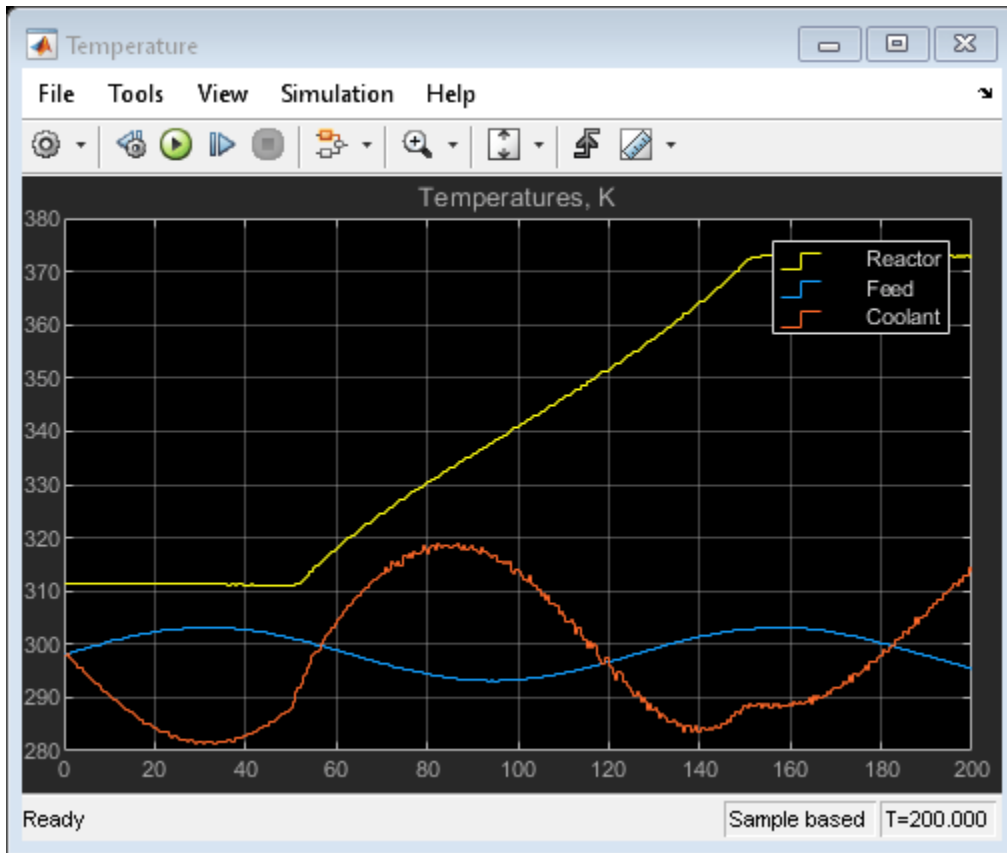 Temperature
File Tools View Simulation Help
Temperatures, K
380
370
360
350
340
330
320
310
300
290
280
Reactor
Feed
Coolant
0 20 40 60 80 100 120 140 160 180 200
Ready Sample based T=200.000